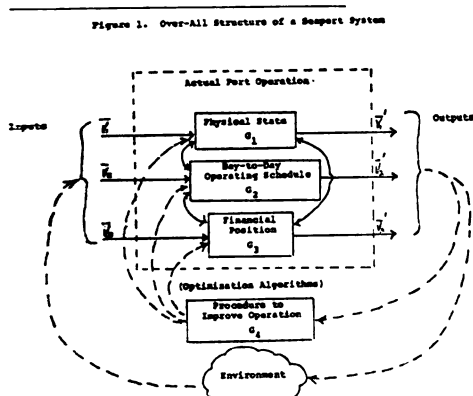 Figure 1. Over-All Structure of a Seaport System
Actual Port Operation
Inputs
Outputs
Physical State
G1
Day-to-Day
Operating Schedule
G2
Financial
Position
G3
(Optimization Algorithms)
Procedure to
Improve Operation
G4
Environment